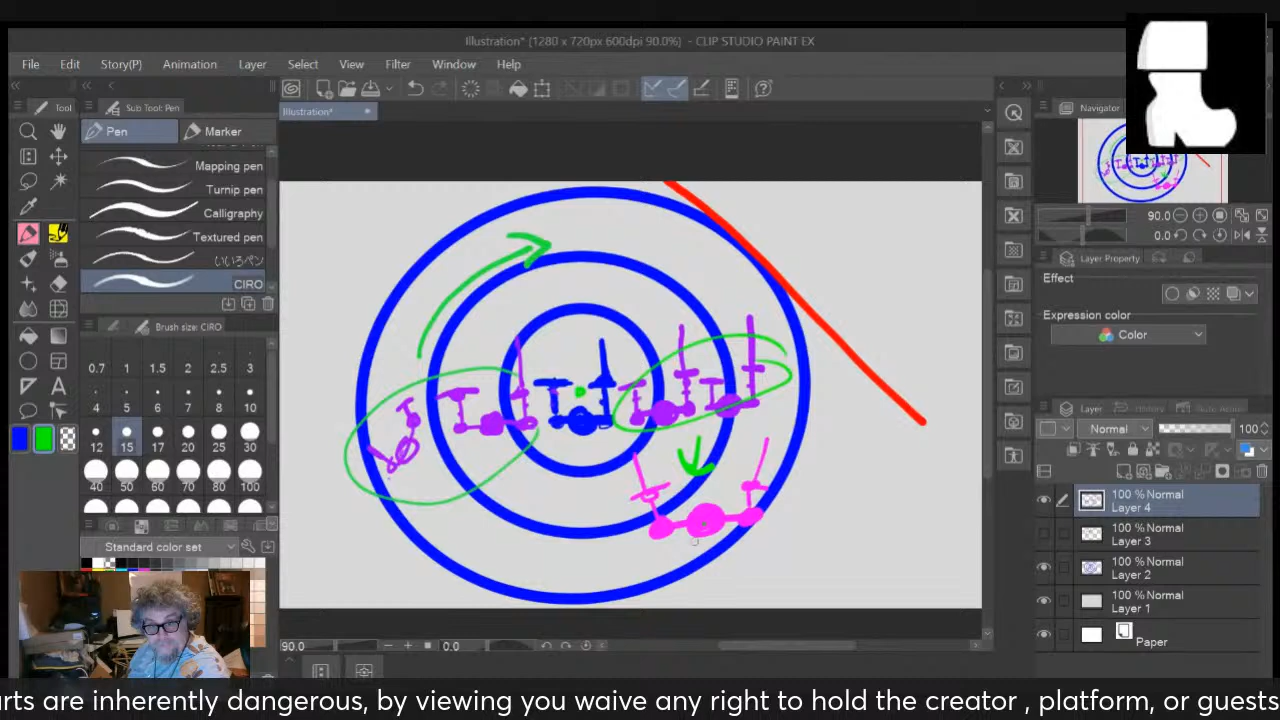 Illustration* (1280 x 720px 600dpi 90.0%) - CLIP STUDIO PAINT EX
File Edit Story(P) Animation Layer Select View Filter Window Help
Tool
Sub Tool: Pen
Illustration*
Navigator
Pen
Marker
Mapping pen
Turnip pen
Calligraphy
Textured pen
いいろペン
CIRO
Brush size: CIRO
0.7 1 1.5 2 3
4 5 6 7 8 10
12 15 17 20 25 30
40 50 60 70 80 100
Standard color set
90.0
0.0
Layer Property
Effect
Expression color
Color
Layer
Normal
100
100 % Normal
Layer 4
100 % Normal
Layer 3
100 % Normal
Layer 2
100 % Normal
Layer 1
Paper
90.0
0.0
arts are inherently dangerous, by viewing you waive any right to hold the creator , platform, or guests